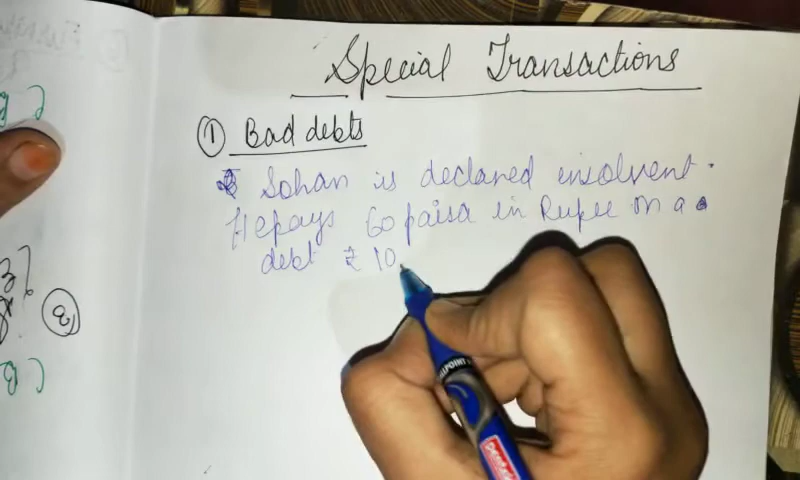 Special Transactions
① Bad debts
Sohan is declared insolvent.
He pays 60 paisa in Rupee on a
debt ₹ 10